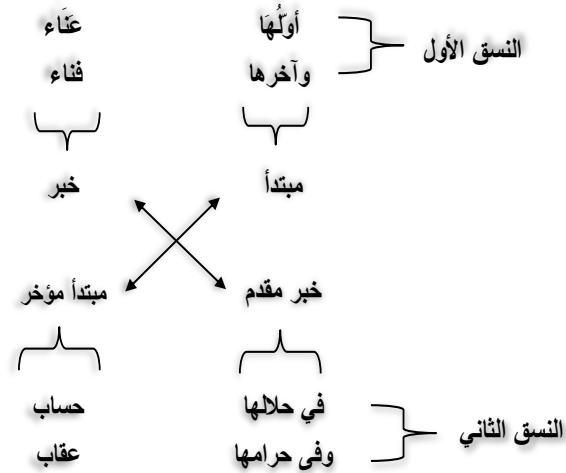 أوّلُهَا عَنَاء
النسق الأول
وآخرها فناء
مبتدأ خبر
خبر مقدم مبتدأ مؤخر
في حلالها حساب
النسق الثاني
وفي حرامها عقاب